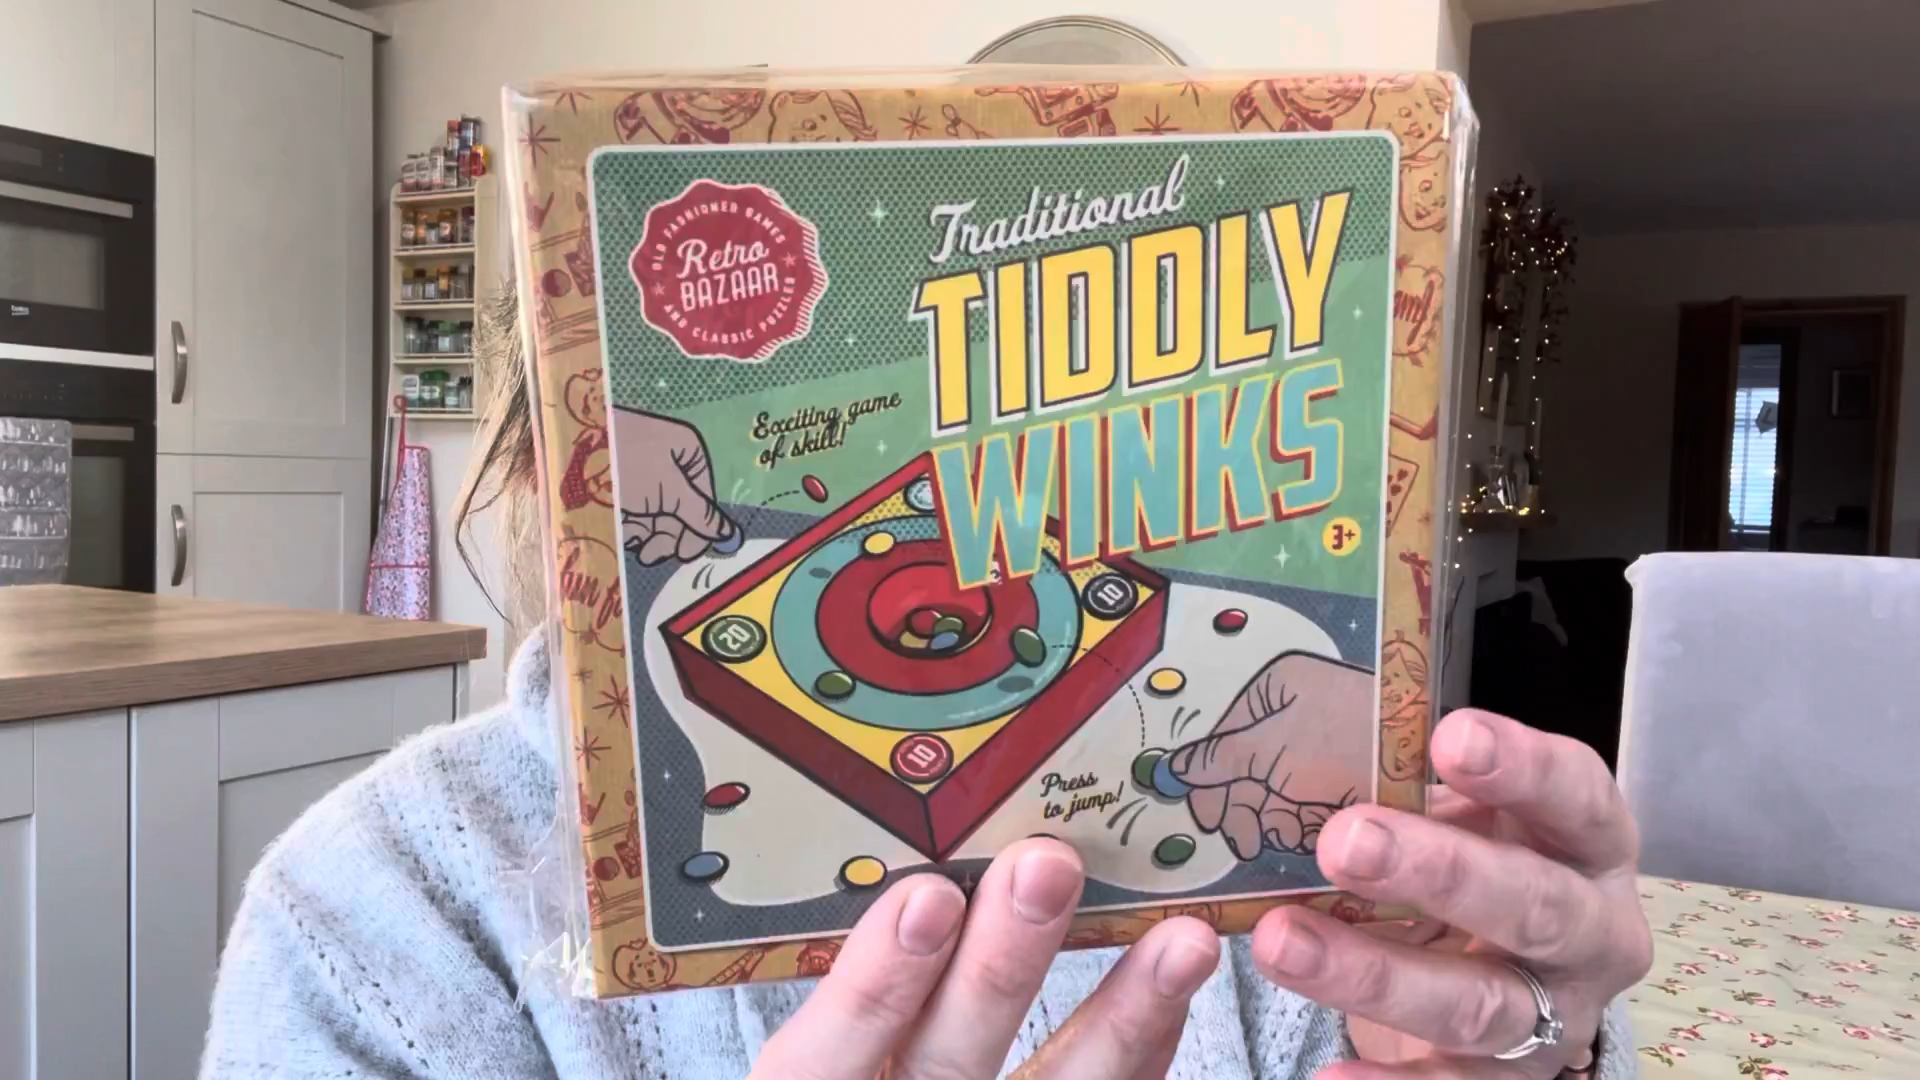 OLD FASHIONED GAMES
Retro
BAZAAR
AND CLASSIC PUZZLES
Traditional
TIDDLY
WINKS
Exciting game
of skill!
3+
10
20
10
Press
to jump!